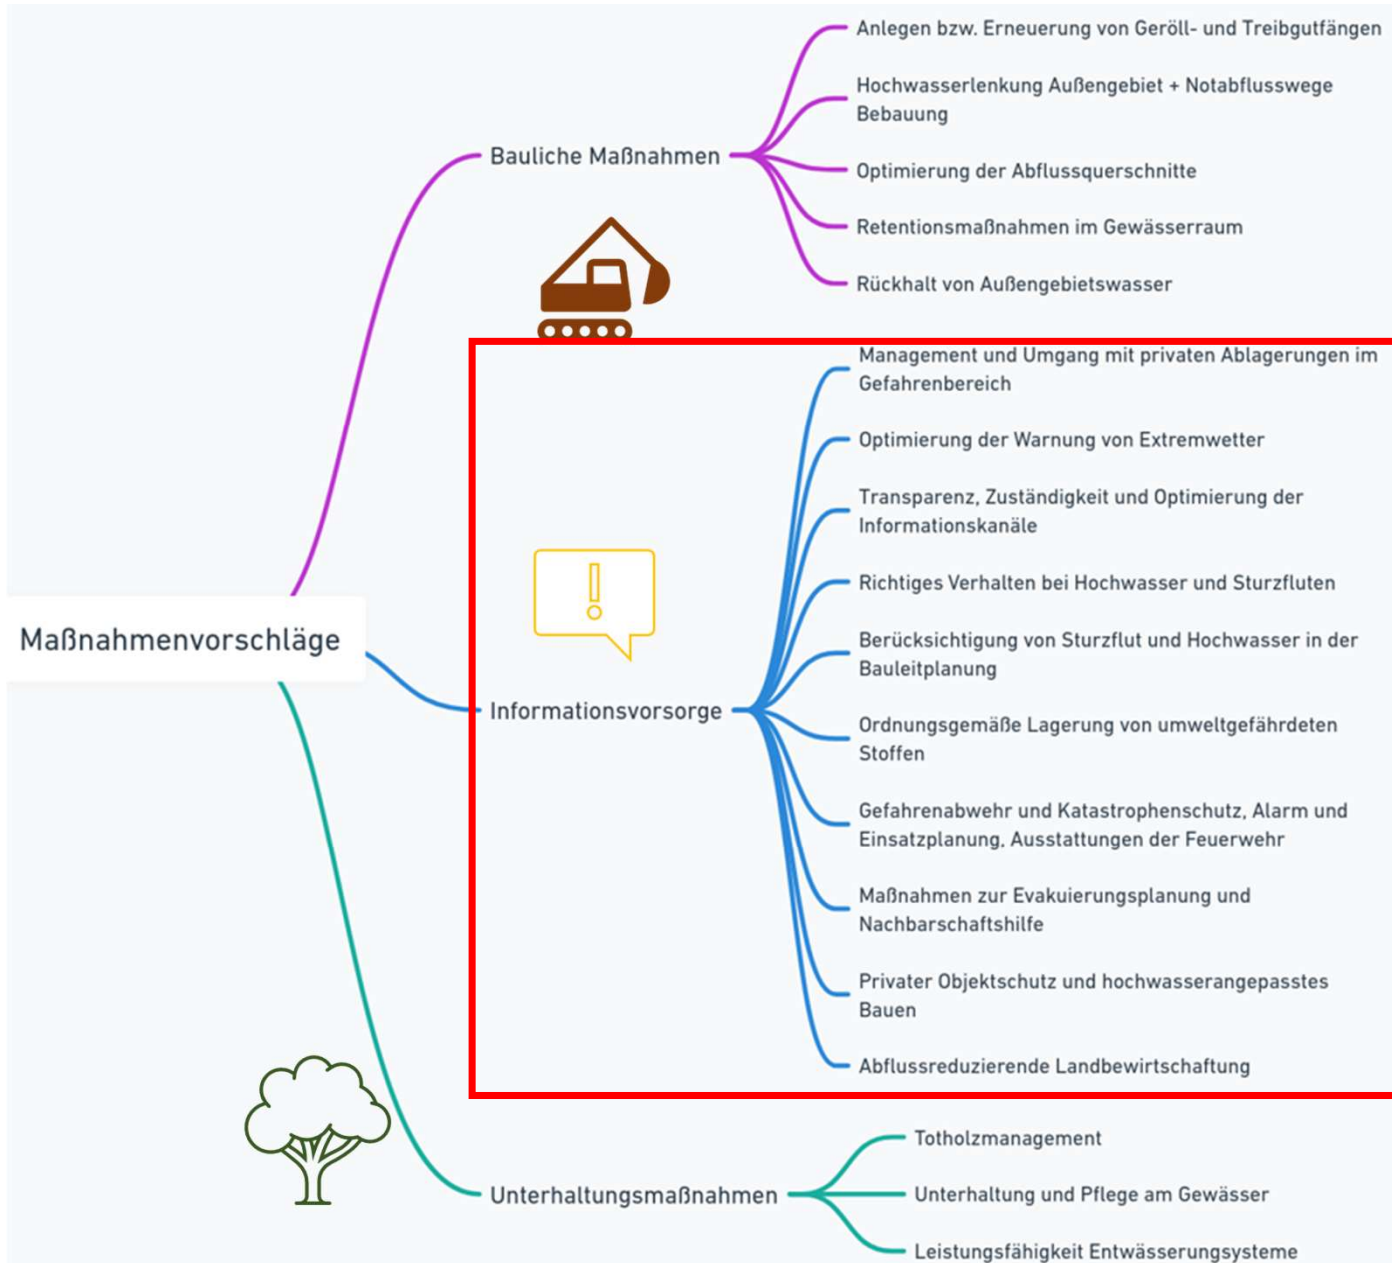 Anlegen bzw. Erneuerung von Geröll- und Treibgutfängen
Hochwasserlenkung Außengebiet + Notabflusswege
Bebauung
Bauliche Maßnahmen
Optimierung der Abflussquerschnitte
Retentionsmaßnahmen im Gewässerraum
Rückhalt von Außengebietswasser
Management und Umgang mit privaten Ablagerungen im
Gefahrenbereich
Optimierung der Warnung von Extremwetter
Transparenz, Zuständigkeit und Optimierung der
Informationskanäle
!
Richtiges Verhalten bei Hochwasser und Sturzfluten
Maßnahmenvorschläge
Berücksichtigung von Sturzflut und Hochwasser in der
Bauleitplanung
Informationsvorsorge
Ordnungsgemäße Lagerung von umweltgefährdeten
Stoffen
Gefahrenabwehr und Katastrophenschutz, Alarm und
Einsatzplanung, Ausstattungen der Feuerwehr
Maßnahmen zur Evakuierungsplanung und
Nachbarschaftshilfe
Privater Objektschutz und hochwasserangepasstes
Bauen
Abflussreduzierende Landbewirtschaftung
Totholzmanagement
Unterhaltungsmaßnahmen
Unterhaltung und Pflege am Gewässer
Leistungsfähigkeit Entwässerungsysteme